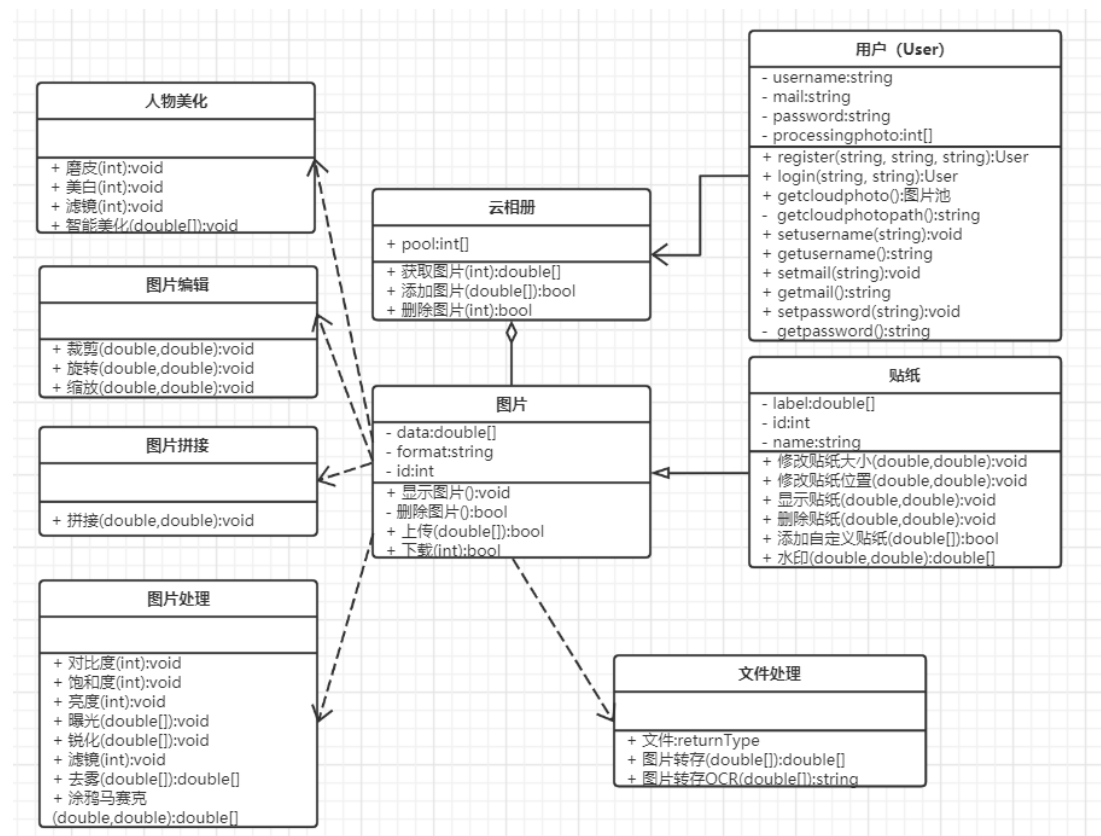 人物美化
+ 磨皮(int):void
+ 美白(int):void
+ 滤镜(int):void
+ 智能美化(double[]):void
图片编辑
+ 裁剪(double,double):void
+ 旋转(double,double):void
+ 缩放(double,double):void
图片拼接
+ 拼接(double,double):void
图片处理
+ 对比度(int):void
+ 饱和度(int):void
+ 亮度(int):void
+ 曝光(double[]):void
+ 锐化(double[]):void
+ 滤镜(int):void
+ 去雾(double[]):double[]
+ 涂鸦马赛克
(double,double):double[]
云相册
+ pool:int[]
+ 获取图片(int):double[]
+ 添加图片(double[]):bool
+ 删除图片(int):bool
图片
- data:double[]
- format:string
- id:int
+ 显示图片():void
- 删除图片():bool
+ 上传(double[]):bool
+ 下载(int):bool
用户（User）
- username:string
- mail:string
- password:string
- processingphoto:int[]
+ register(string, string, string):User
+ login(string, string):User
+ getcloudphoto():图片池
- getcloudphotopath():string
+ setusername(string):void
+ getusername():string
+ setmail(string):void
+ getmail():string
+ setpassword(string):void
- getpassword():string
贴纸
- label:double[]
- id:int
- name:string
+ 修改贴纸大小(double,double):void
+ 修改贴纸位置(double,double):void
+ 显示贴纸(double,double):void
+ 删除贴纸(double,double):void
+ 添加自定义贴纸(double[]):bool
+ 水印(double,double):double[]
文件处理
+ 文件:returnType
+ 图片转存(double[]):double[]
+ 图片转存OCR(double[]):string